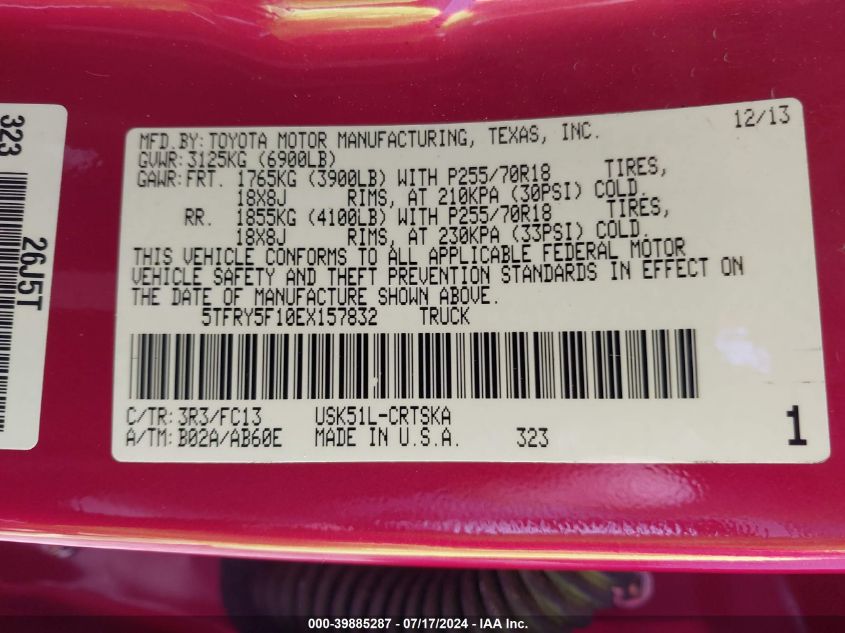 MFD.BY:TOYOTA MOTOR MANUFACTURING, TEXAS, INC. 12/13
GVWR:3125KG (6900LB)
GAWR:FRT. 1765KG (3900LB) WITH P255/70R18 TIRES,
18X8J RIMS, AT 210KPA (30PSI) COLD.
RR. 1855KG (4100LB) WITH P255/70R18 TIRES,
18X8J RIMS, AT 230KPA (33PSI) COLD.
THIS VEHICLE CONFORMS TO ALL APPLICABLE FEDERAL MOTOR
VEHICLE SAFETY AND THEFT PREVENTION STANDARDS IN EFFECT ON
THE DATE OF MANUFACTURE SHOWN ABOVE.
5TFRY5F10EX157832 TRUCK
C/TR:3R3/FC13 USK51L-CRTSKA
A/TM:B02A/AB60E MADE IN U.S.A. 323 1
323
26J5T
000-39885287 - 07/17/2024 - IAA Inc.